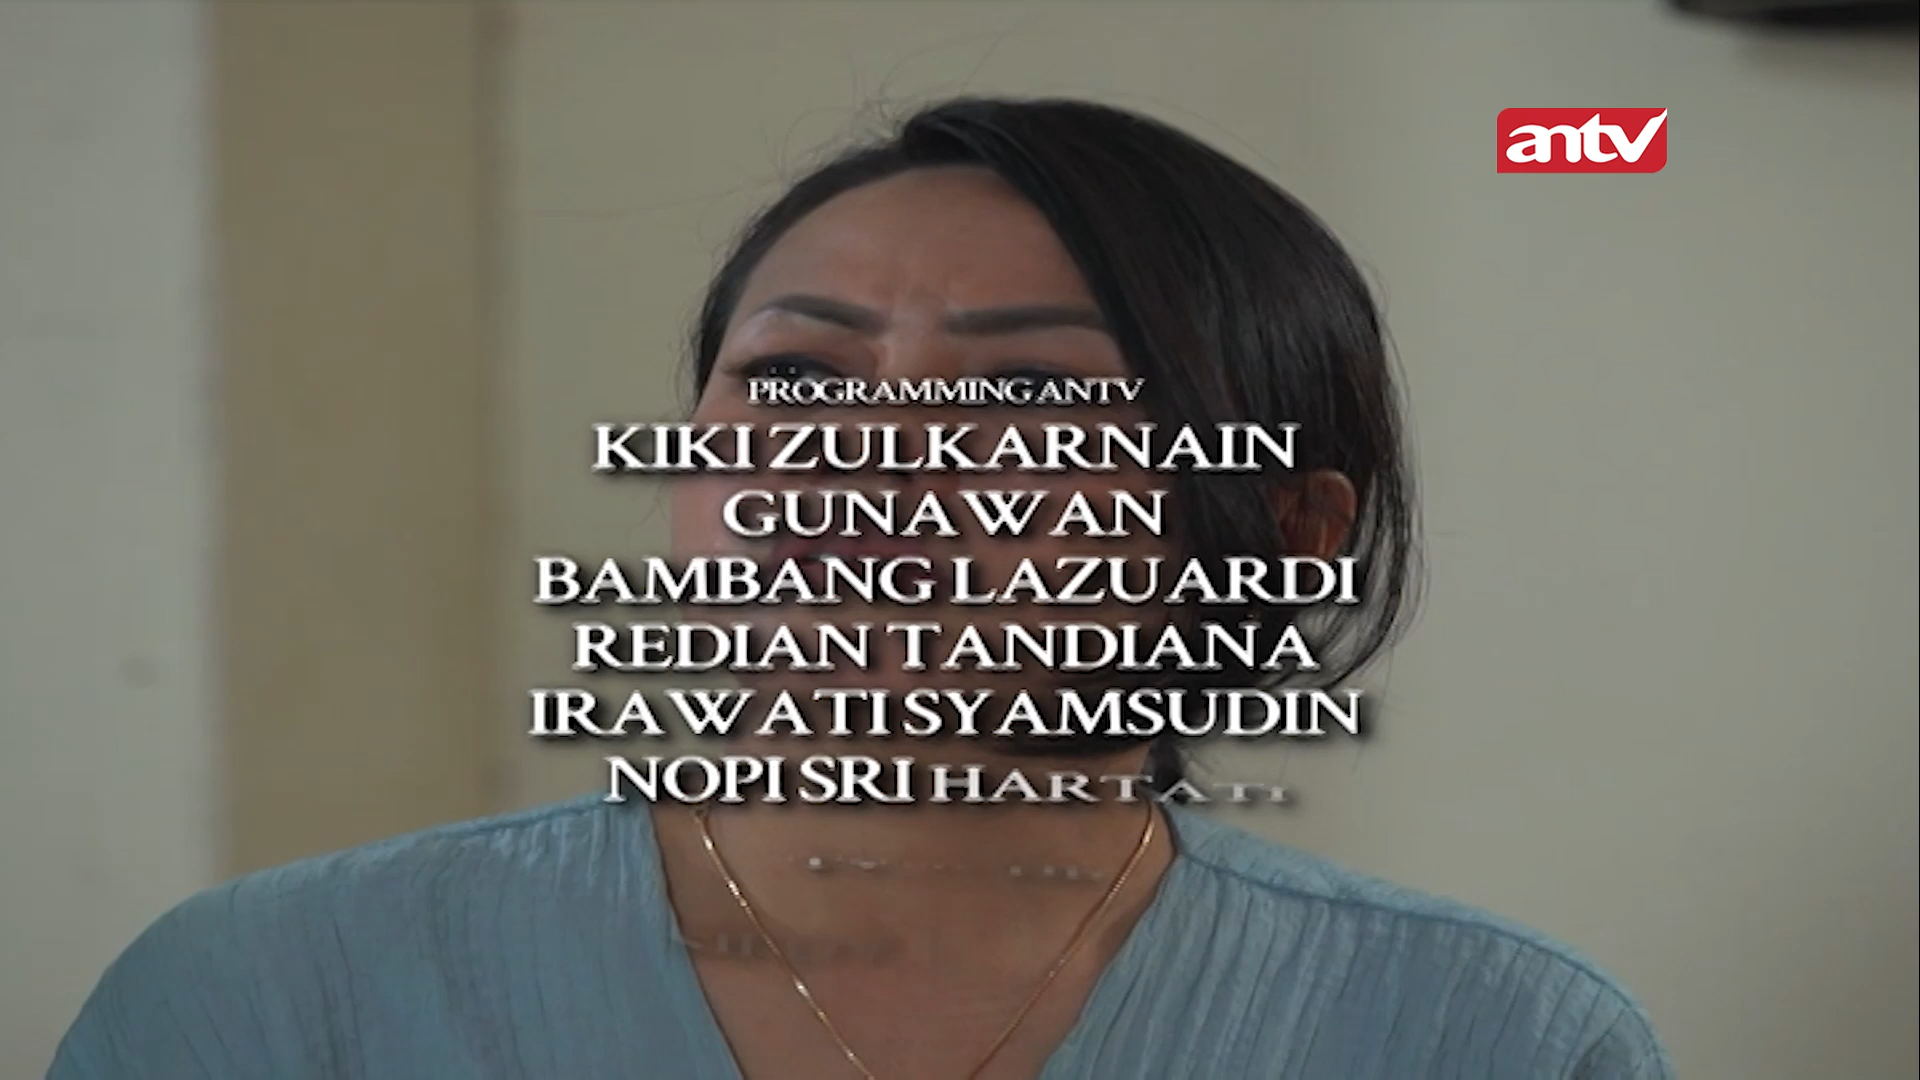 antv
PROGRAMMING ANTV
KIKI ZULKARNAIN
GUNAWAN
BAMBANG LAZUARDI
REDIAN TANDIANA
IRAWATI SYAMSUDIN
NOPI SRI HARTATI